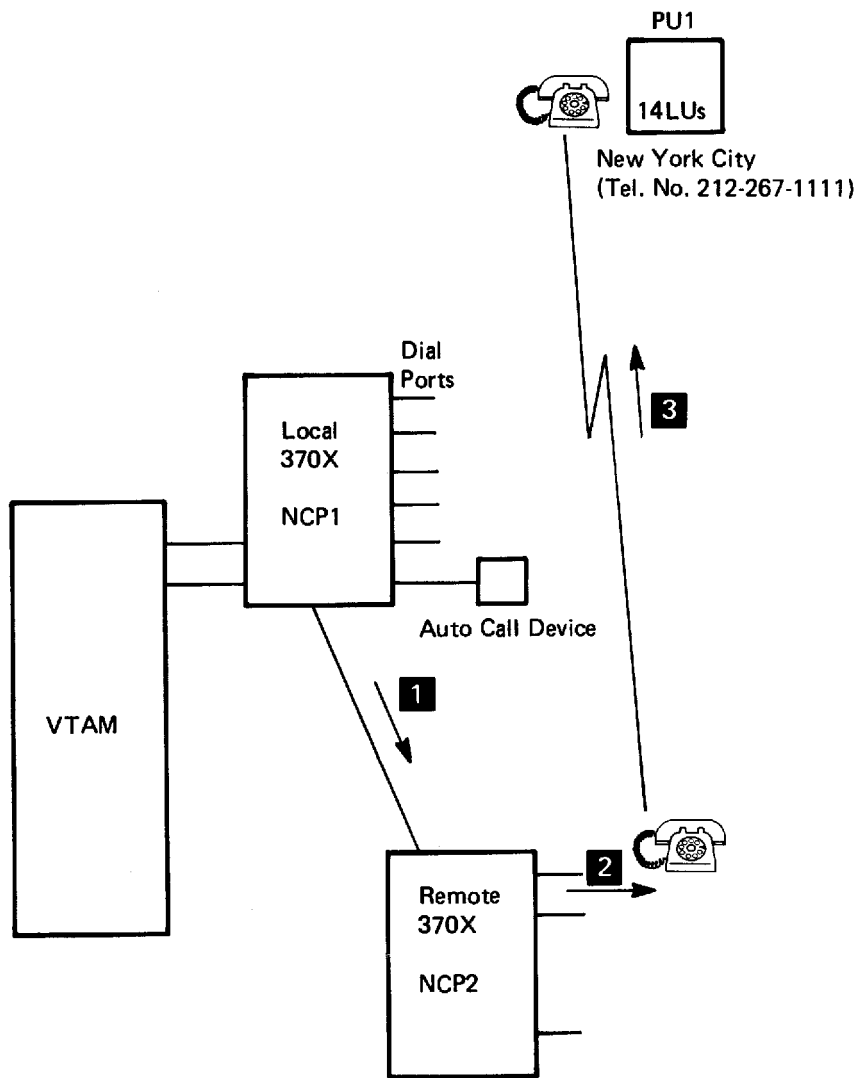 PU1
14LUs
New York City
(Tel. No. 212-267-1111)
Dial
Ports
Local
370X
NCP1
3
Auto Call Device
1
VTAM
2
Remote
370X
NCP2